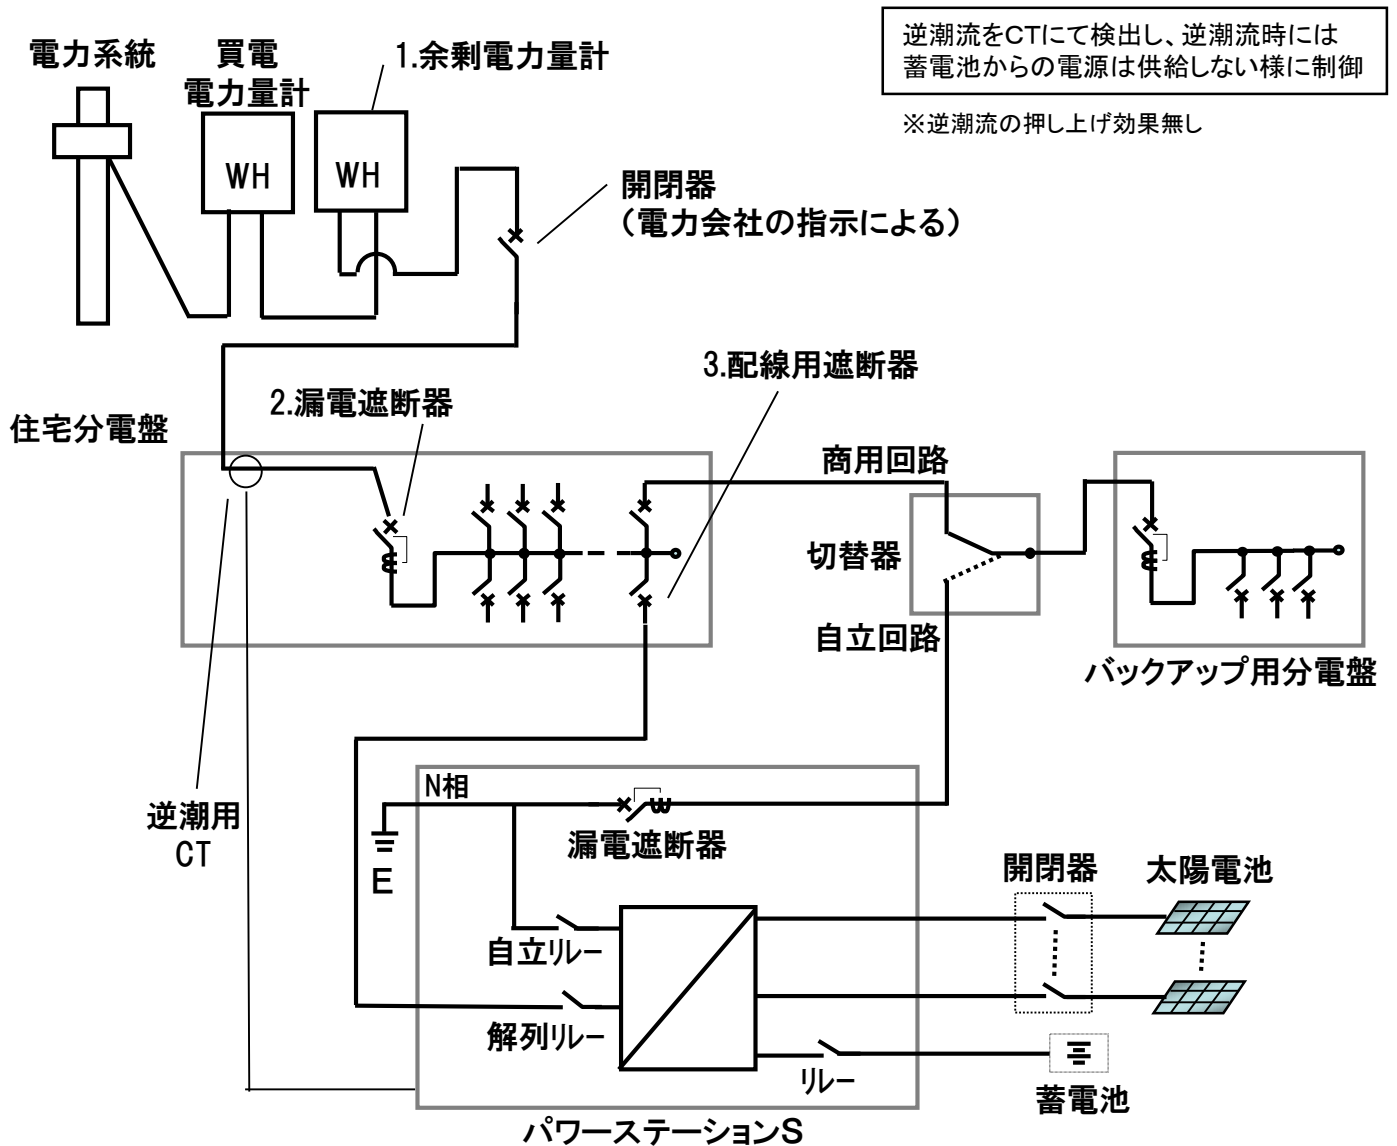 逆潮流をCTにて検出し、逆潮流時には
蓄電池からの電源は供給しない様に制御
※逆潮流の押し上げ効果無し
電力系統
買電
電力量計
1.余剰電力量計
WH
WH
開閉器
(電力会社の指示による)
3.配線用遮断器
2.漏電遮断器
住宅分電盤
商用回路
切替器
自立回路
バックアップ用分電盤
N相
逆潮用
CT
E
漏電遮断器
開閉器
太陽電池
自立リレー
解列リレー
リレー
蓄電池
パワーステーションS